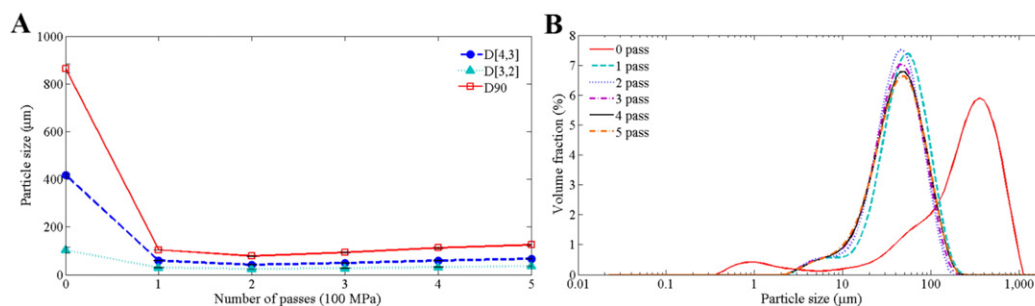 A
1000
800
600
400
200
0
0
1
2
3
4
5
Particle size (μm)
Number of passes (100 MPa)
D[4,3]
D[3,2]
D90
B
8
7
6
5
4
3
2
1
0
0.01
0.1
1
10
100
1,000
Volume fraction (%)
Particle size (μm)
0 pass
1 pass
2 pass
3 pass
4 pass
5 pass